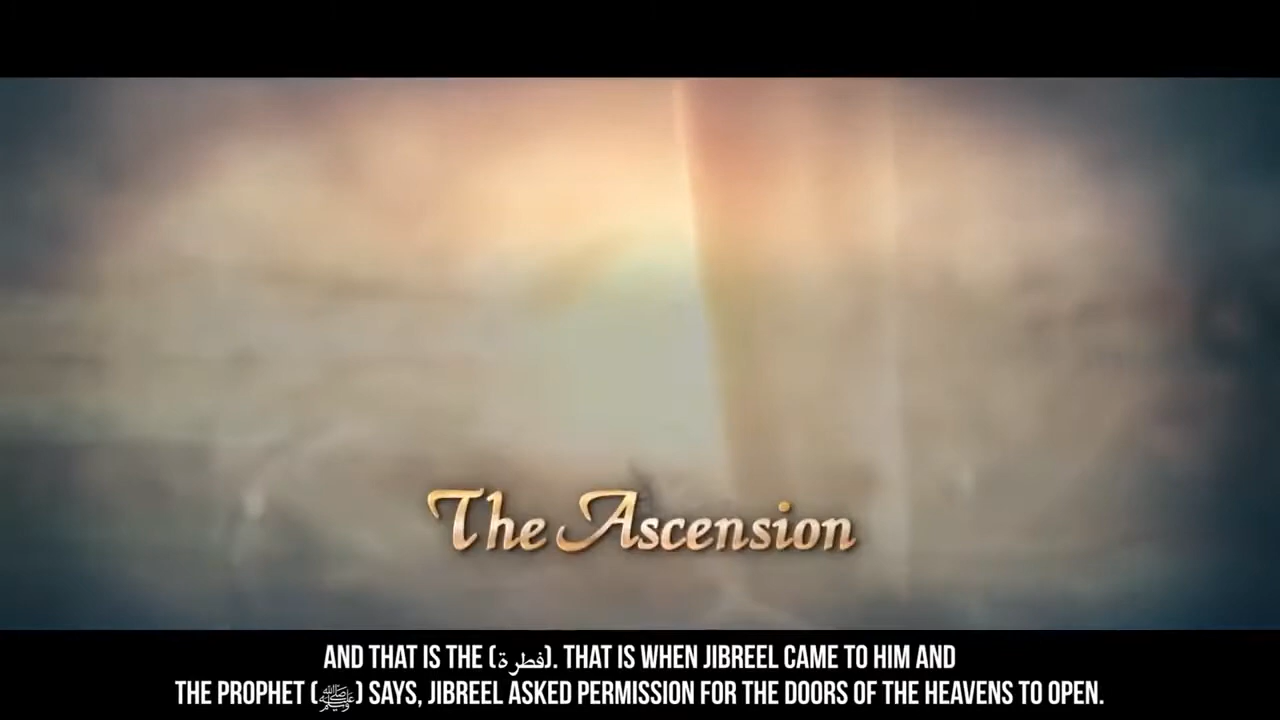 The Ascension
AND THAT IS THE (فطرة). THAT IS WHEN JIBREEL CAME TO HIM AND
THE PROPHET (ﷺ) SAYS, JIBREEL ASKED PERMISSION FOR THE DOORS OF THE HEAVENS TO OPEN.